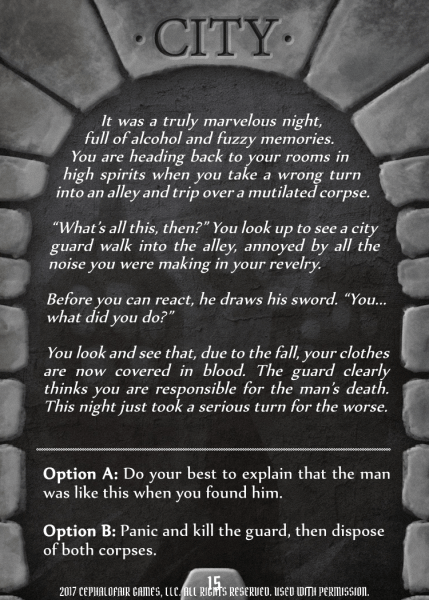 · CITY ·
It was a truly marvelous night,
full of alcohol and fuzzy memories.
You are heading back to your rooms in
high spirits when you take a wrong turn
into an alley and trip over a mutilated corpse.
“What’s all this, then?” You look up to see a city
guard walk into the alley, annoyed by all the
noise you were making in your revelry.
Before you can react, he draws his sword. “You...
what did you do?”
You look and see that, due to the fall, your clothes
are now covered in blood. The guard clearly
thinks you are responsible for the man’s death.
This night just took a serious turn for the worse.
Option A: Do your best to explain that the man
was like this when you found him.
Option B: Panic and kill the guard, then dispose
of both corpses.
15
2017 CEPHALOFAIR GAMES, LLC. ALL RIGHTS RESERVED. USED WITH PERMISSION.